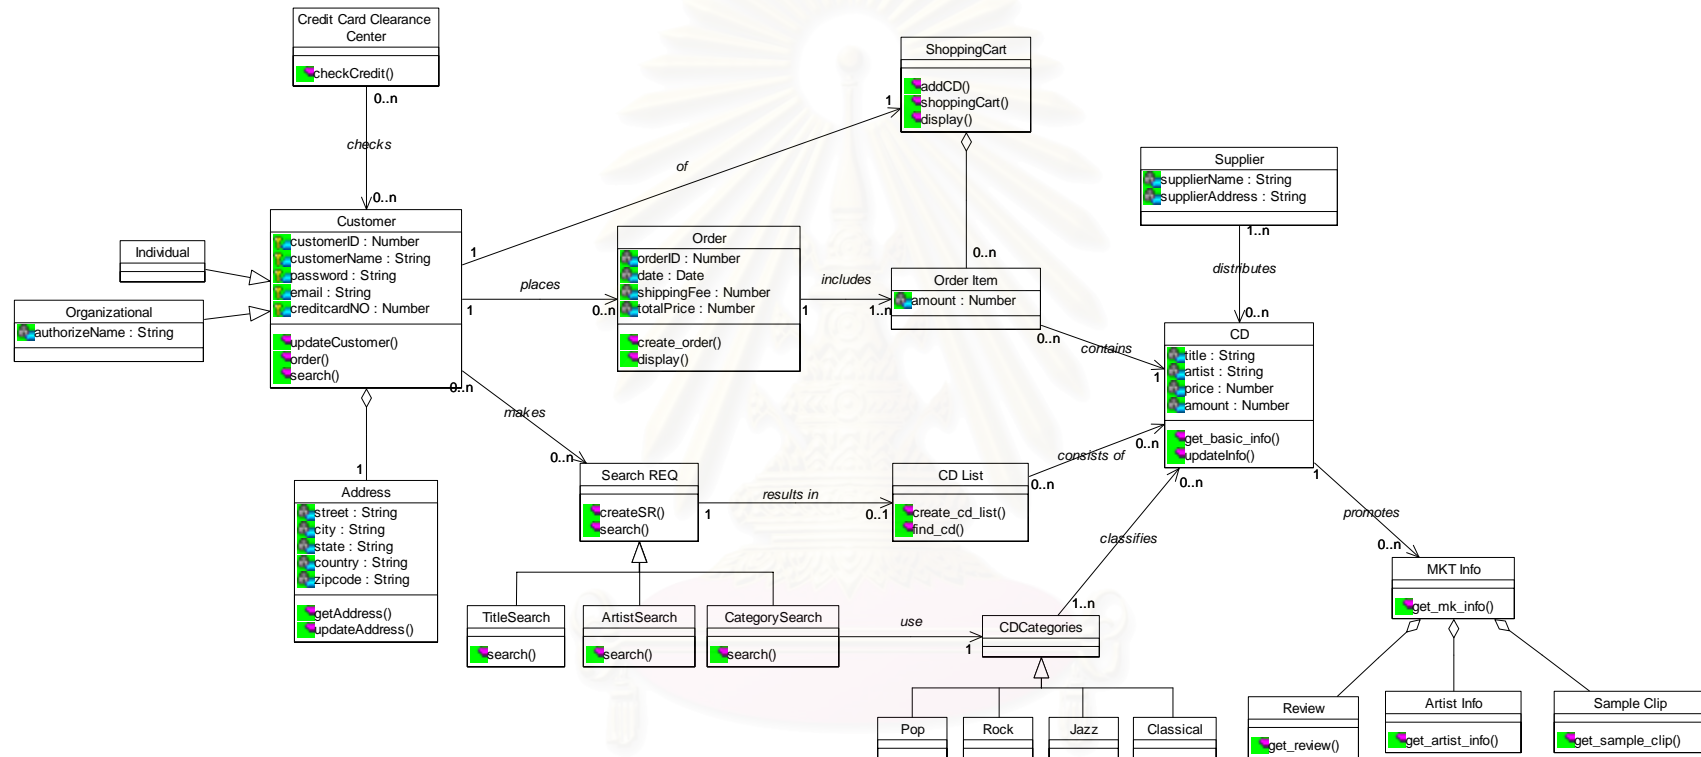 Credit Card Clearance
Center
checkCredit()
0..n
checks
0..n
ShoppingCart
addCD()
shoppingCart()
display()
1
of
1
0..n
Supplier
supplierName : String
supplierAddress : String
1..n
distributes
0..n
Individual
Organizational
authorizeName : String
Customer
customerID : Number
customerName : String
password : String
email : String
creditcardNO : Number
updateCustomer()
order()
search()
places
1
0..n
Order
orderID : Number
date : Date
shippingFee : Number
totalPrice : Number
create_order()
display()
includes
1
1..n
Order Item
amount : Number
0..n
contains
1
CD
title : String
artist : String
price : Number
amount : Number
get_basic_info()
updateInfo()
0..n
makes
0..n
1
Address
street : String
city : String
state : String
country : String
zipcode : String
getAddress()
updateAddress()
Search REQ
createSR()
search()
results in
1
0..1
CD List
create_cd_list()
find_cd()
consists of
0..n
0..n
0..n
classifies
1..n
1
promotes
0..n
MKT Info
get_mk_info()
TitleSearch
search()
ArtistSearch
search()
CategorySearch
search()
use
1
CDCategories
Pop
Rock
Jazz
Classical
Review
get_review()
Artist Info
get_artist_info()
Sample Clip
get_sample_clip()